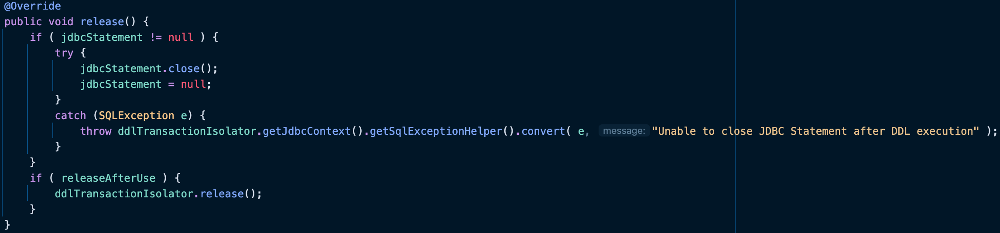 @Override
public void release() {
    if ( jdbcStatement != null ) {
        try {
            jdbcStatement.close();
            jdbcStatement = null;
        }
        catch (SQLException e) {
            throw ddlTransactionIsolator.getJdbcContext().getSqlExceptionHelper().convert( e, message: "Unable to close JDBC Statement after DDL execution" );
        }
    }
    if ( releaseAfterUse ) {
        ddlTransactionIsolator.release();
    }
}